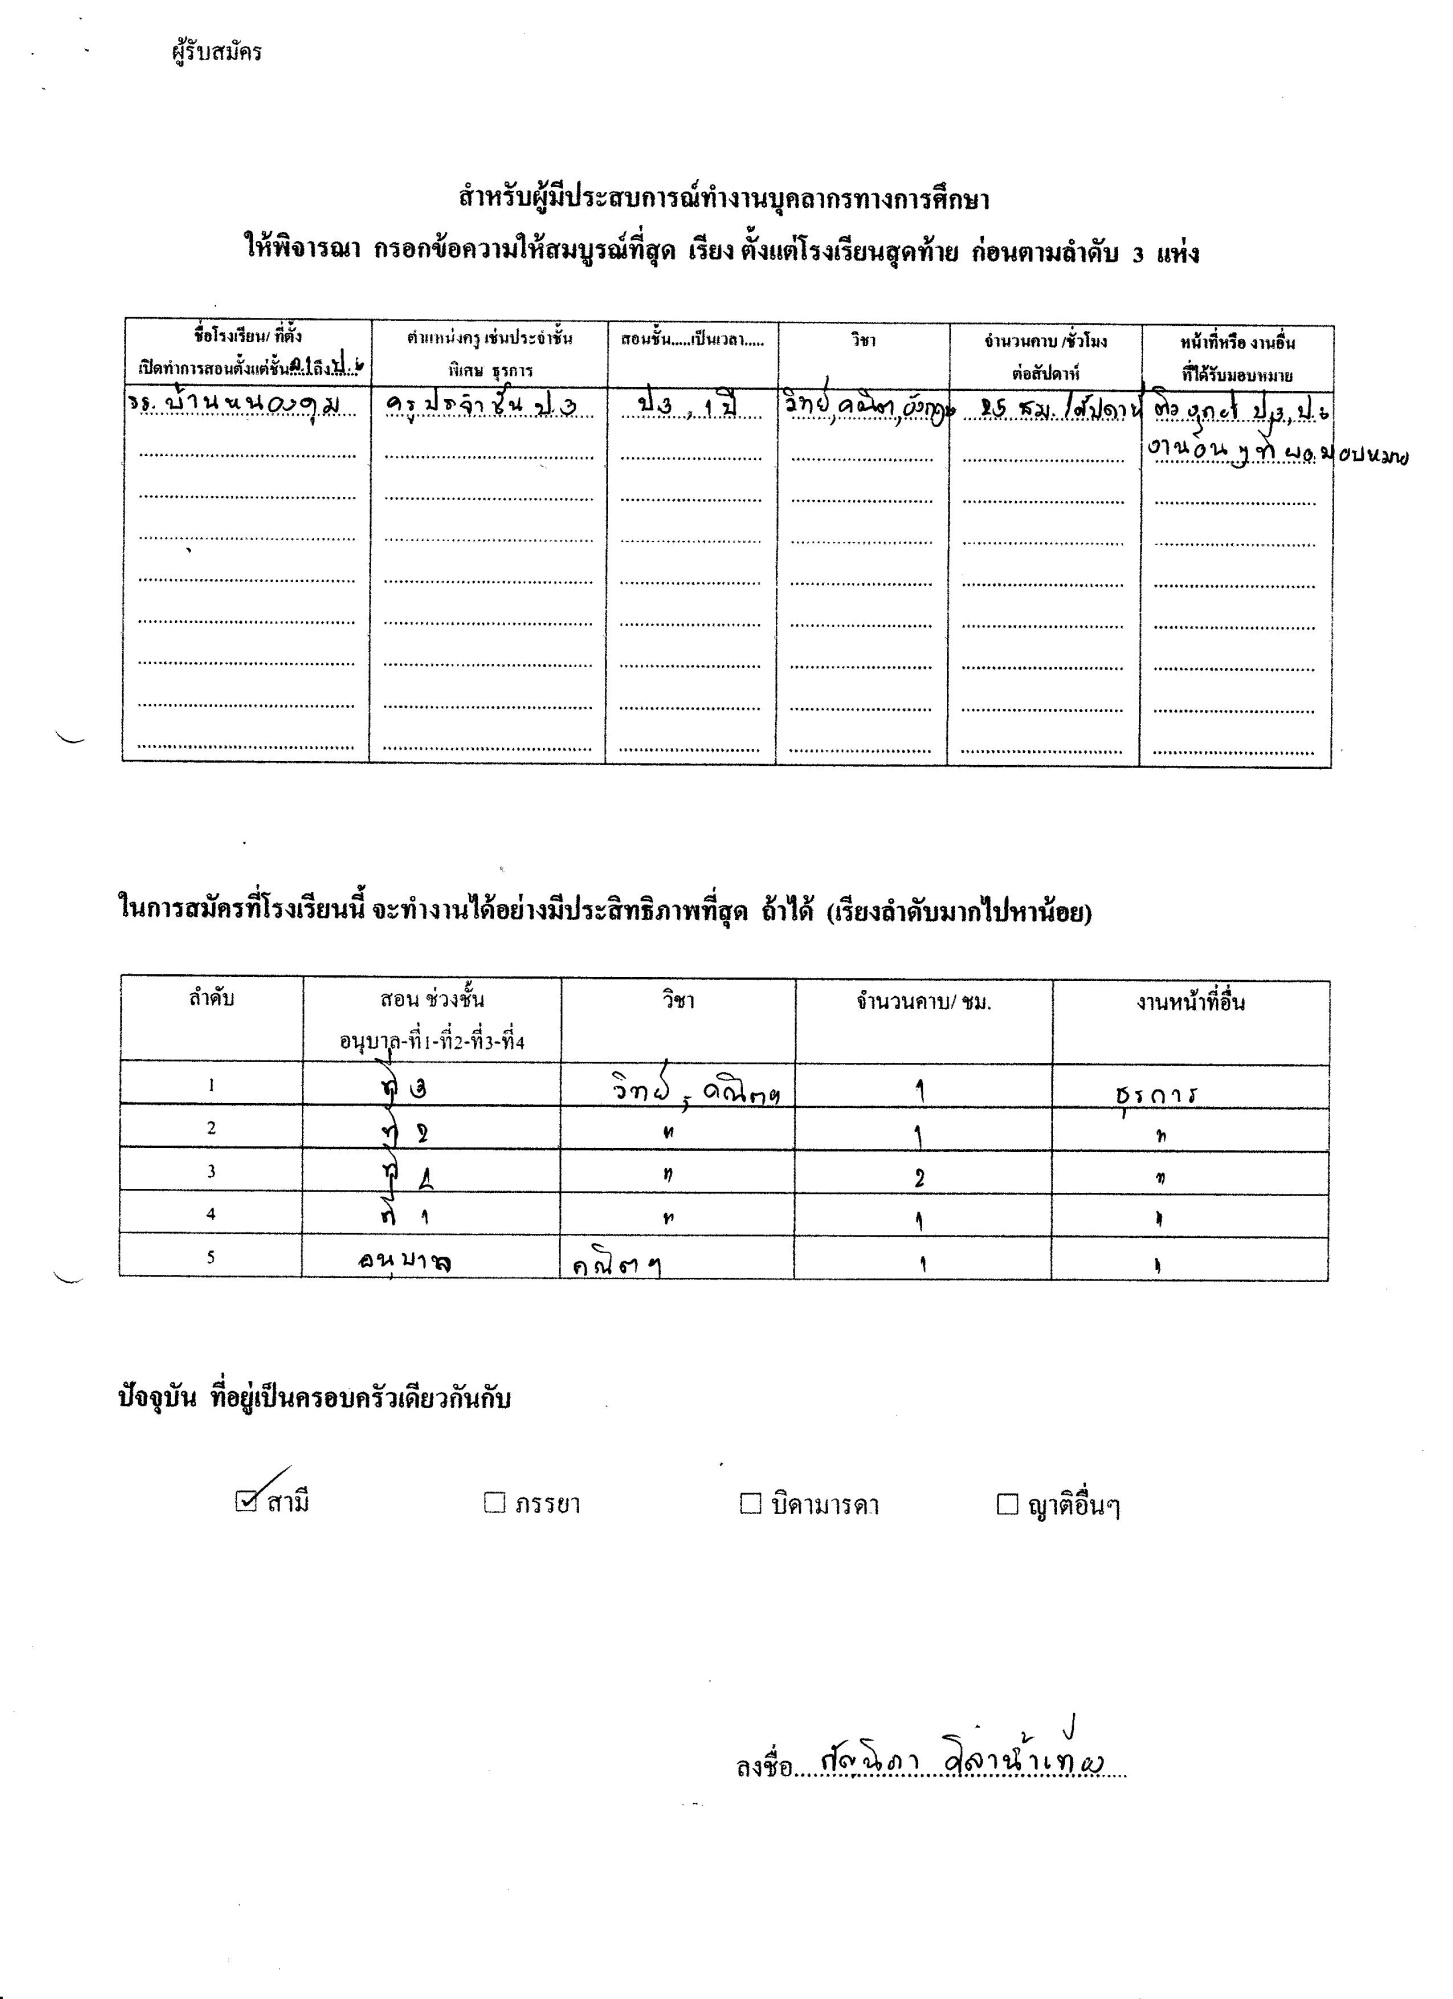 ผู้รับสมัคร
สำหรับผู้มีประสบการณ์ทำงานบุคลากรทางการศึกษา
ให้พิจารณา กรอกข้อความให้สมบูรณ์ที่สุด เรียง ตั้งแต่โรงเรียนสุดท้าย ก่อนตามลำดับ 3 แห่ง
ชื่อโรงเรียน/ ที่ตั้ง ตำแหน่งครู เช่นประจำชั้น สอนชั้น.....เป็นเวลา..... วิชา จำนวนคาบ /ชั่วโมง หน้าที่หรือ งานอื่น
เปิดทำการสอนตั้งแต่ชั้น อ.1 ถึง ป.6 พิเศษ ธุรการ ต่อสัปดาห์ ที่ได้รับมอบหมาย
รร. บ้านหนองคุม ครูประจำชั้น ป.3 ป3 , 1 ปี วิทย์,คณิต,อังกฤษ 25 ชม. /สัปดาห์ ติว ป.3, ป.6
งานอื่น ๆ ที่ ผอ.มอบหมาย
ในการสมัครที่โรงเรียนนี้ จะทำงานได้อย่างมีประสิทธิภาพที่สุด ถ้าได้ (เรียงลำดับมากไปหาน้อย)
ลำดับ สอน ช่วงชั้น วิชา จำนวนคาบ/ ชม. งานหน้าที่อื่น
อนุบาล-ที่1-ที่2-ที่3-ที่4
1 ที่ 3 วิทย์ , คณิตฯ 1 ธุรการ
2 ที่ 2 " 1 "
3 ที่ 4 " 2 "
4 ที่ 1 " 1 "
5 อนุบาล คณิตฯ 1 "
ปัจจุบัน ที่อยู่เป็นครอบครัวเดียวกันกับ
☑ สามี ☐ ภรรยา ☐ บิดามารดา ☐ ญาติอื่นๆ
ลงชื่อ